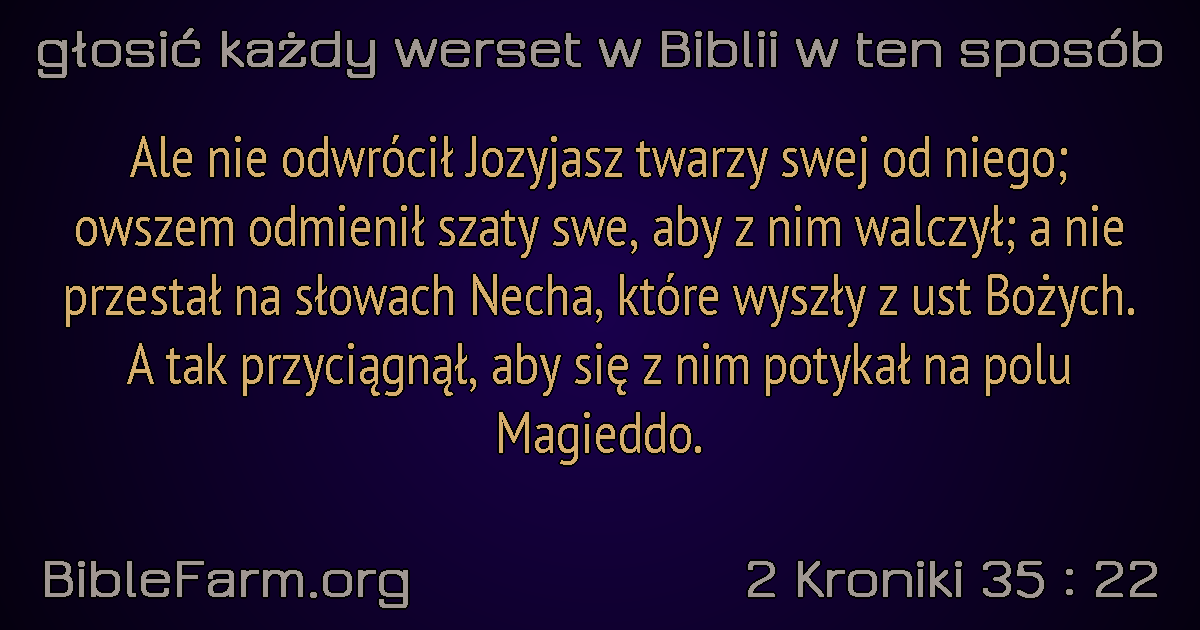 głosić każdy werset w Biblii w ten sposób
Ale nie odwrócił Jozyjasz twarzy swej od niego;
owszem odmienił szaty swe, aby z nim walczył; a nie
przestał na słowach Necha, które wyszły z ust Bożych.
A tak przyciągnął, aby się z nim potykał na polu
Magieddo.
BibleFarm.org
2 Kroniki 35 : 22